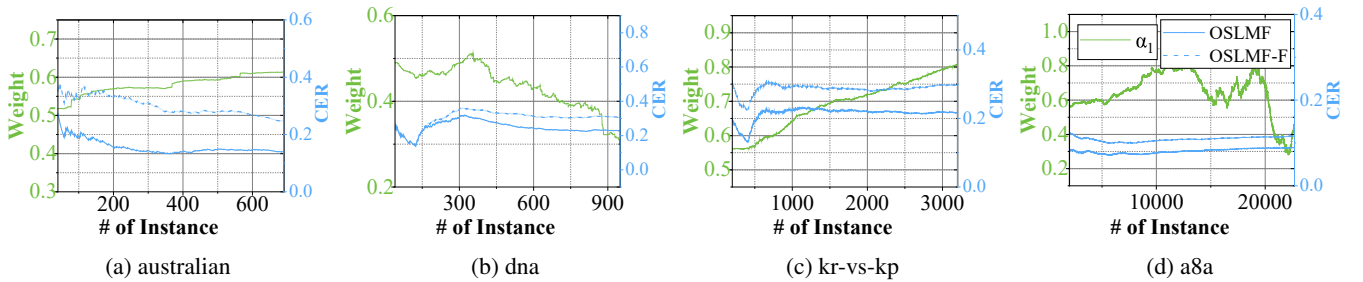 0.7
0.6
0.5
0.4
0.3
Weight
0.6
0.4
0.2
0.0
CER
200 400 600
# of Instance
(a) australian
0.6
0.4
0.2
Weight
0.8
0.6
0.4
0.2
0.0
CER
300 600 900
# of Instance
(b) dna
0.9
0.8
0.7
0.6
0.5
Weight
0.4
0.2
0.0
CER
1000 2000 3000
# of Instance
(c) kr-vs-kp
1.0
0.8
0.6
0.4
0.2
Weight
α1
OSLMF
OSLMF-F
0.4
0.2
0.0
CER
10000 20000
# of Instance
(d) a8a